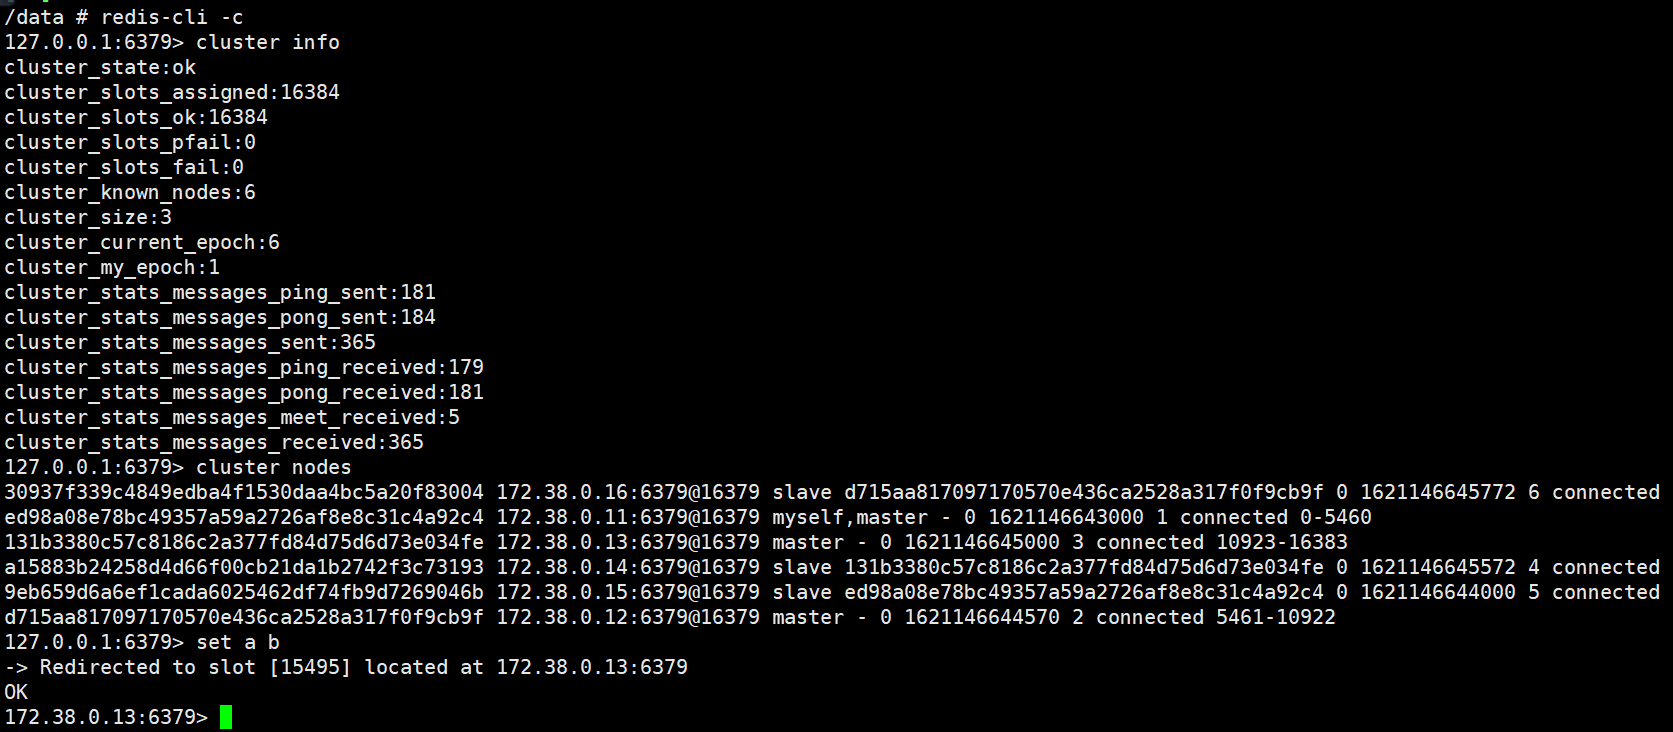 /data # redis-cli -c
127.0.0.1:6379> cluster info
cluster_state:ok
cluster_slots_assigned:16384
cluster_slots_ok:16384
cluster_slots_pfail:0
cluster_slots_fail:0
cluster_known_nodes:6
cluster_size:3
cluster_current_epoch:6
cluster_my_epoch:1
cluster_stats_messages_ping_sent:181
cluster_stats_messages_pong_sent:184
cluster_stats_messages_sent:365
cluster_stats_messages_ping_received:179
cluster_stats_messages_pong_received:181
cluster_stats_messages_meet_received:5
cluster_stats_messages_received:365
127.0.0.1:6379> cluster nodes
30937f339c4849edba4f1530daa4bc5a20f83004 172.38.0.16:6379@16379 slave d715aa817097170570e436ca2528a317f0f9cb9f 0 1621146645772 6 connected
ed98a08e78bc49357a59a2726af8e8c31c4a92c4 172.38.0.11:6379@16379 myself,master - 0 1621146643000 1 connected 0-5460
131b3380c57c8186c2a377fd84d75d6d73e034fe 172.38.0.13:6379@16379 master - 0 1621146645000 3 connected 10923-16383
a15883b24258d4d66f00cb21da1b2742f3c73193 172.38.0.14:6379@16379 slave 131b3380c57c8186c2a377fd84d75d6d73e034fe 0 1621146645572 4 connected
9eb659d6a6ef1cada6025462df74fb9d7269046b 172.38.0.15:6379@16379 slave ed98a08e78bc49357a59a2726af8e8c31c4a92c4 0 1621146644000 5 connected
d715aa817097170570e436ca2528a317f0f9cb9f 172.38.0.12:6379@16379 master - 0 1621146644570 2 connected 5461-10922
127.0.0.1:6379> set a b
-> Redirected to slot [15495] located at 172.38.0.13:6379
OK
172.38.0.13:6379>